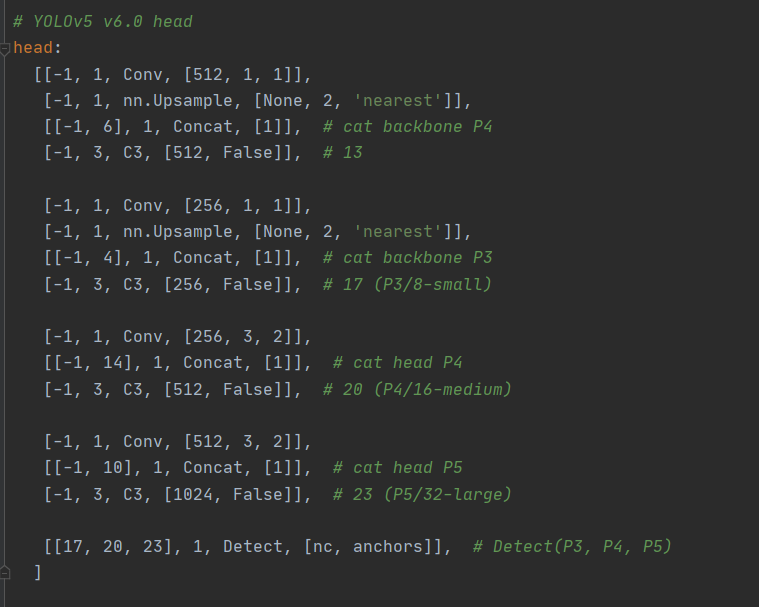 # YOLOv5 v6.0 head
head:
  [[-1, 1, Conv, [512, 1, 1]],
   [-1, 1, nn.Upsample, [None, 2, 'nearest']],
   [[-1, 6], 1, Concat, [1]],  # cat backbone P4
   [-1, 3, C3, [512, False]],  # 13

   [-1, 1, Conv, [256, 1, 1]],
   [-1, 1, nn.Upsample, [None, 2, 'nearest']],
   [[-1, 4], 1, Concat, [1]],  # cat backbone P3
   [-1, 3, C3, [256, False]],  # 17 (P3/8-small)

   [-1, 1, Conv, [256, 3, 2]],
   [[-1, 14], 1, Concat, [1]],  # cat head P4
   [-1, 3, C3, [512, False]],  # 20 (P4/16-medium)

   [-1, 1, Conv, [512, 3, 2]],
   [[-1, 10], 1, Concat, [1]],  # cat head P5
   [-1, 3, C3, [1024, False]],  # 23 (P5/32-large)

   [[17, 20, 23], 1, Detect, [nc, anchors]],  # Detect(P3, P4, P5)
  ]